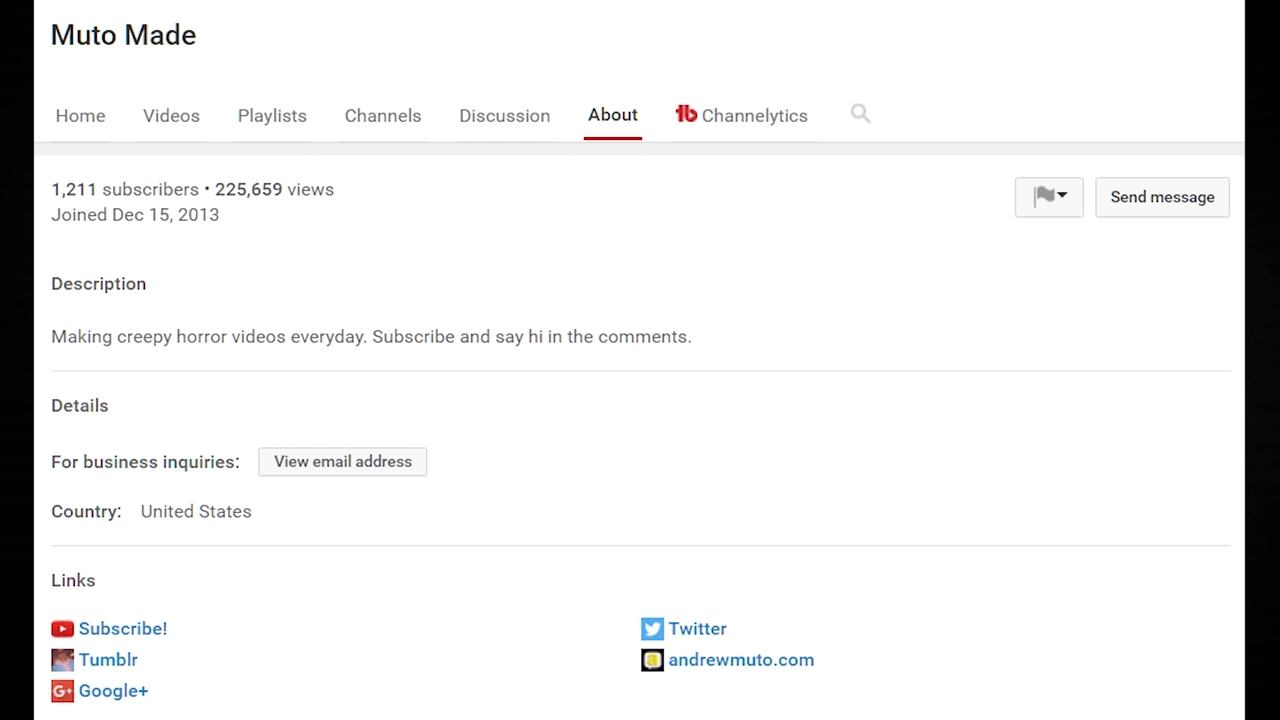 Muto Made
Home Videos Playlists Channels Discussion About tb Channelytics
1,211 subscribers • 225,659 views
Joined Dec 15, 2013
Send message
Description
Making creepy horror videos everyday. Subscribe and say hi in the comments.
Details
For business inquiries: View email address
Country: United States
Links
Subscribe! Twitter
Tumblr a andrewmuto.com
G+ Google+